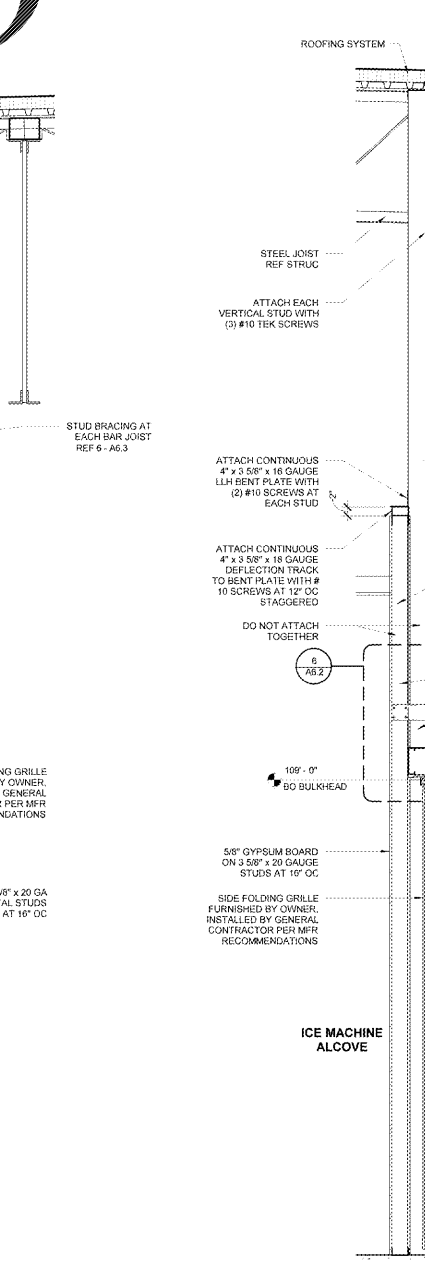 ROOFING SYSTEM
STEEL JOIST
REF STRUC
ATTACH EACH
VERTICAL STUD WITH
(3) #10 TEK SCREWS
STUD BRACING AT
EACH BAR JOIST
REF 6 - A6.3
ATTACH CONTINUOUS
4" x 3 5/8" x 16 GAUGE
LLH BENT PLATE WITH
(2) #10 SCREWS AT
EACH STUD
2"
ATTACH CONTINUOUS
4" x 3 5/8" x 18 GAUGE
DEFLECTION TRACK
TO BENT PLATE WITH #
10 SCREWS AT 12" OC
STAGGERED
DO NOT ATTACH
TOGETHER
6
A6.2
NG GRILLE
Y OWNER,
GENERAL
R PER MFR
NDATIONS
109' - 0"
BO BULKHEAD
5/8" GYPSUM BOARD
ON 3 5/8" x 20 GAUGE
STUDS AT 16" OC
/8" x 20 GA
TAL STUDS
AT 16" OC
SIDE FOLDING GRILLE
FURNISHED BY OWNER,
INSTALLED BY GENERAL
CONTRACTOR PER MFR
RECOMMENDATIONS
ICE MACHINE
ALCOVE